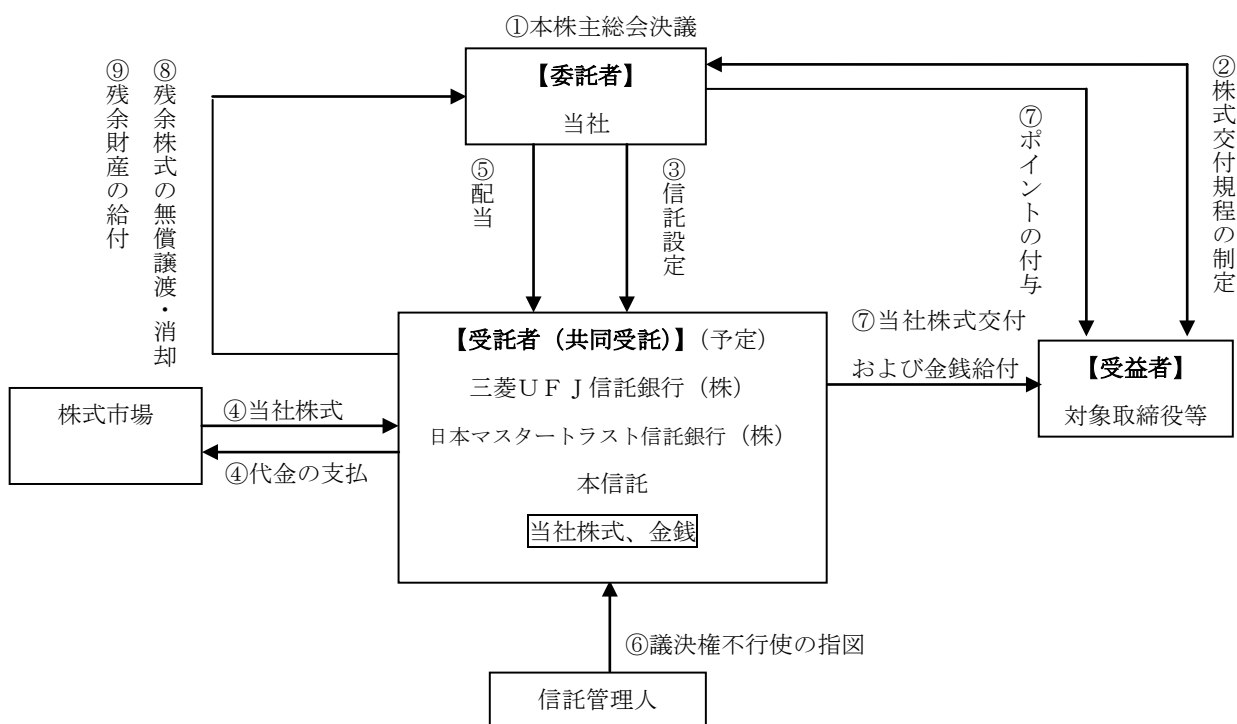 ①本株主総会決議
【委託者】
当社
⑨残余財産の給付
⑧残余株式の無償譲渡・消却
⑤配当
③信託設定
⑦ポイントの付与
②株式交付規程の制定
【受託者（共同受託）】（予定）
三菱ＵＦＪ信託銀行（株）
日本マスタートラスト信託銀行（株）
本信託
当社株式、金銭
⑦当社株式交付
および金銭給付
【受益者】
対象取締役等
株式市場
④当社株式
④代金の支払
⑥議決権不行使の指図
信託管理人